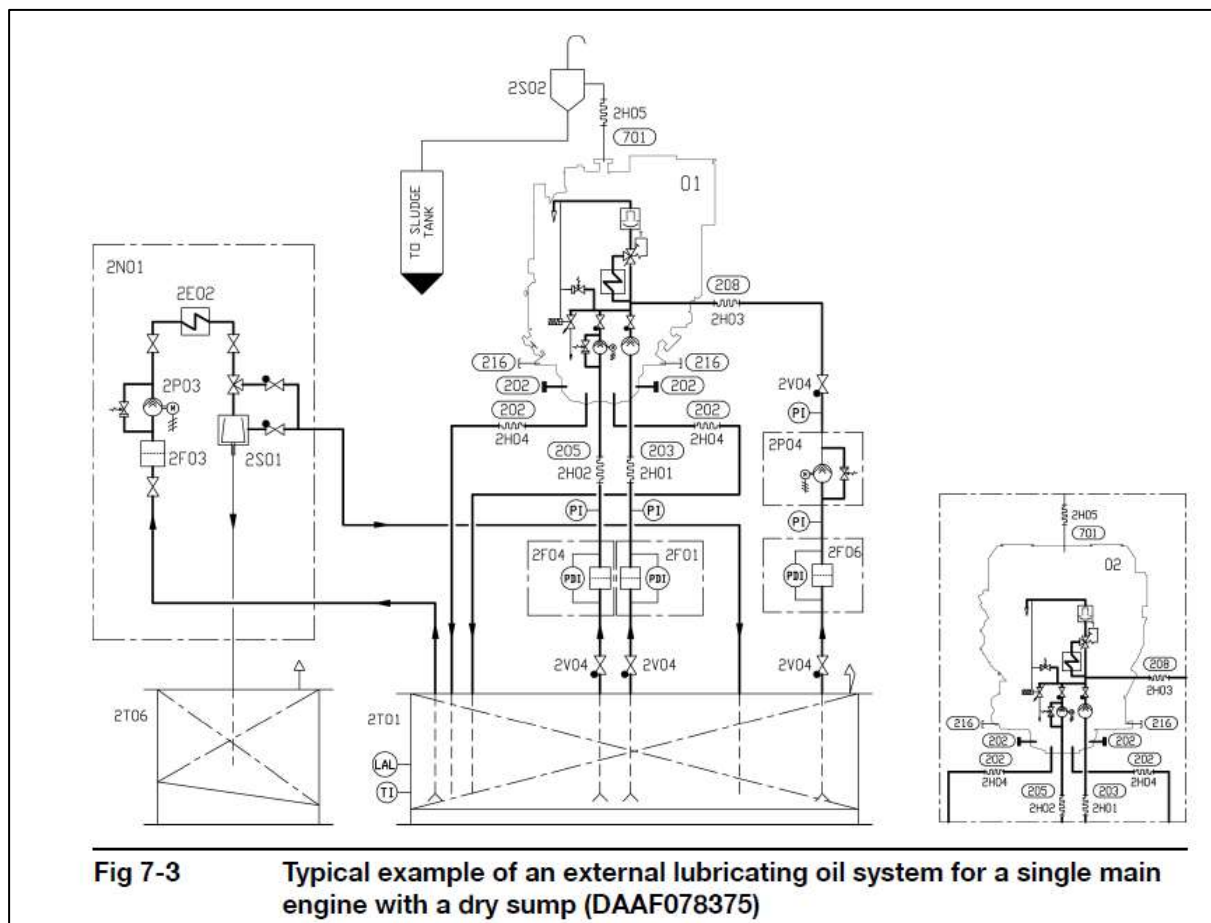 2S02
2H05
701
TO SLUDGE
TANK
01
2N01
2E02
208
2H03
216
216
2P03
202
202
2V04
PI
202
202
2H04
2H04
2P04
2F03
2S01
205
203
2H02
2H01
M
M
PI
PI
PI
2F04
2F01
2F06
PDI
PDI
PDI
2V04
2V04
2V04
2T06
2T01
LAL
TI
2H05
701
02
208
2H03
216
216
202
202
202
202
2H04
2H04
205
203
2H02
2H01
Fig 7-3 Typical example of an external lubricating oil system for a single main
engine with a dry sump (DAAF078375)